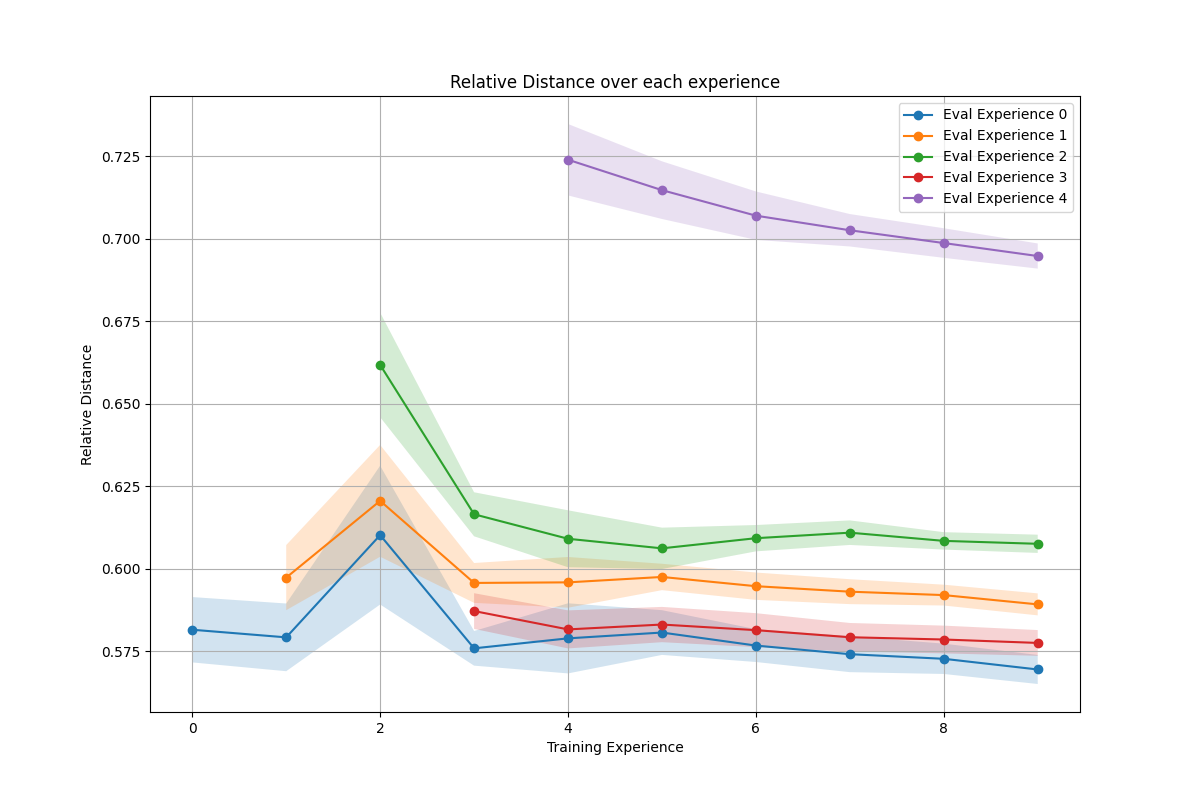 Relative Distance over each experience
Eval Experience 0
Eval Experience 1
Eval Experience 2
Eval Experience 3
Eval Experience 4
Relative Distance
0.725
0.700
0.675
0.650
0.625
0.600
0.575
0 2 4 6 8
Training Experience